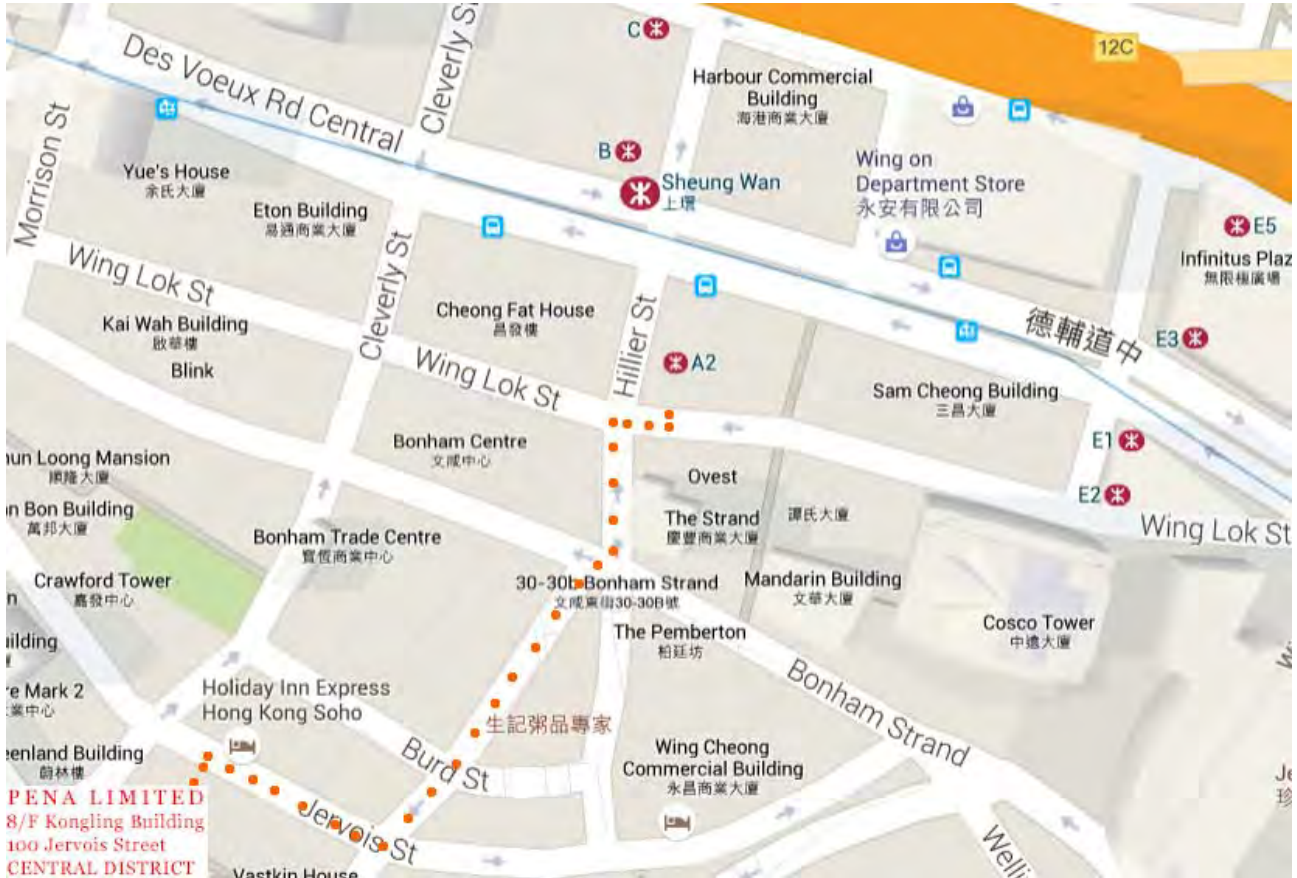 C
12C
Des Voeux Rd Central
Cleverly St
Harbour Commercial
Building
海港商業大廈
Morrison St
B
Yue's House
余氏大廈
Sheung Wan
上環
Wing on
Department Store
永安有限公司
Eton Building
易通商業大廈
E5
Infinitus Plaz
無限極廣場
Wing Lok St
Cleverly St
Cheong Fat House
昌發樓
Hillier St
德輔道中
Kai Wah Building
啟華樓
E3
Blink
A2
Wing Lok St
Sam Cheong Building
三昌大廈
Bonham Centre
文咸中心
E1
un Loong Mansion
順隆大廈
Ovest
E2
n Bon Building
萬邦大廈
The Strand
慶豐商業大廈
譚氏大廈
Wing Lok St
Bonham Trade Centre
寶恆商業中心
Crawford Tower
嘉發中心
30-30b Bonham Strand
文咸東街30-30B號
Mandarin Building
文華大廈
n
Cosco Tower
中遠大廈
uilding
The Pemberton
柏廷坊
Wi
re Mark 2
業中心
Holiday Inn Express
Hong Kong Soho
Bonham Strand
生記粥品專家
eenland Building
蔚林樓
Burd St
Wing Cheong
Commercial Building
永昌商業大廈
Je
珍
PENA LIMITED
8/F Kongling Building
100 Jervois Street
CENTRAL DISTRICT
Jervois St
Welli
Vastkin House